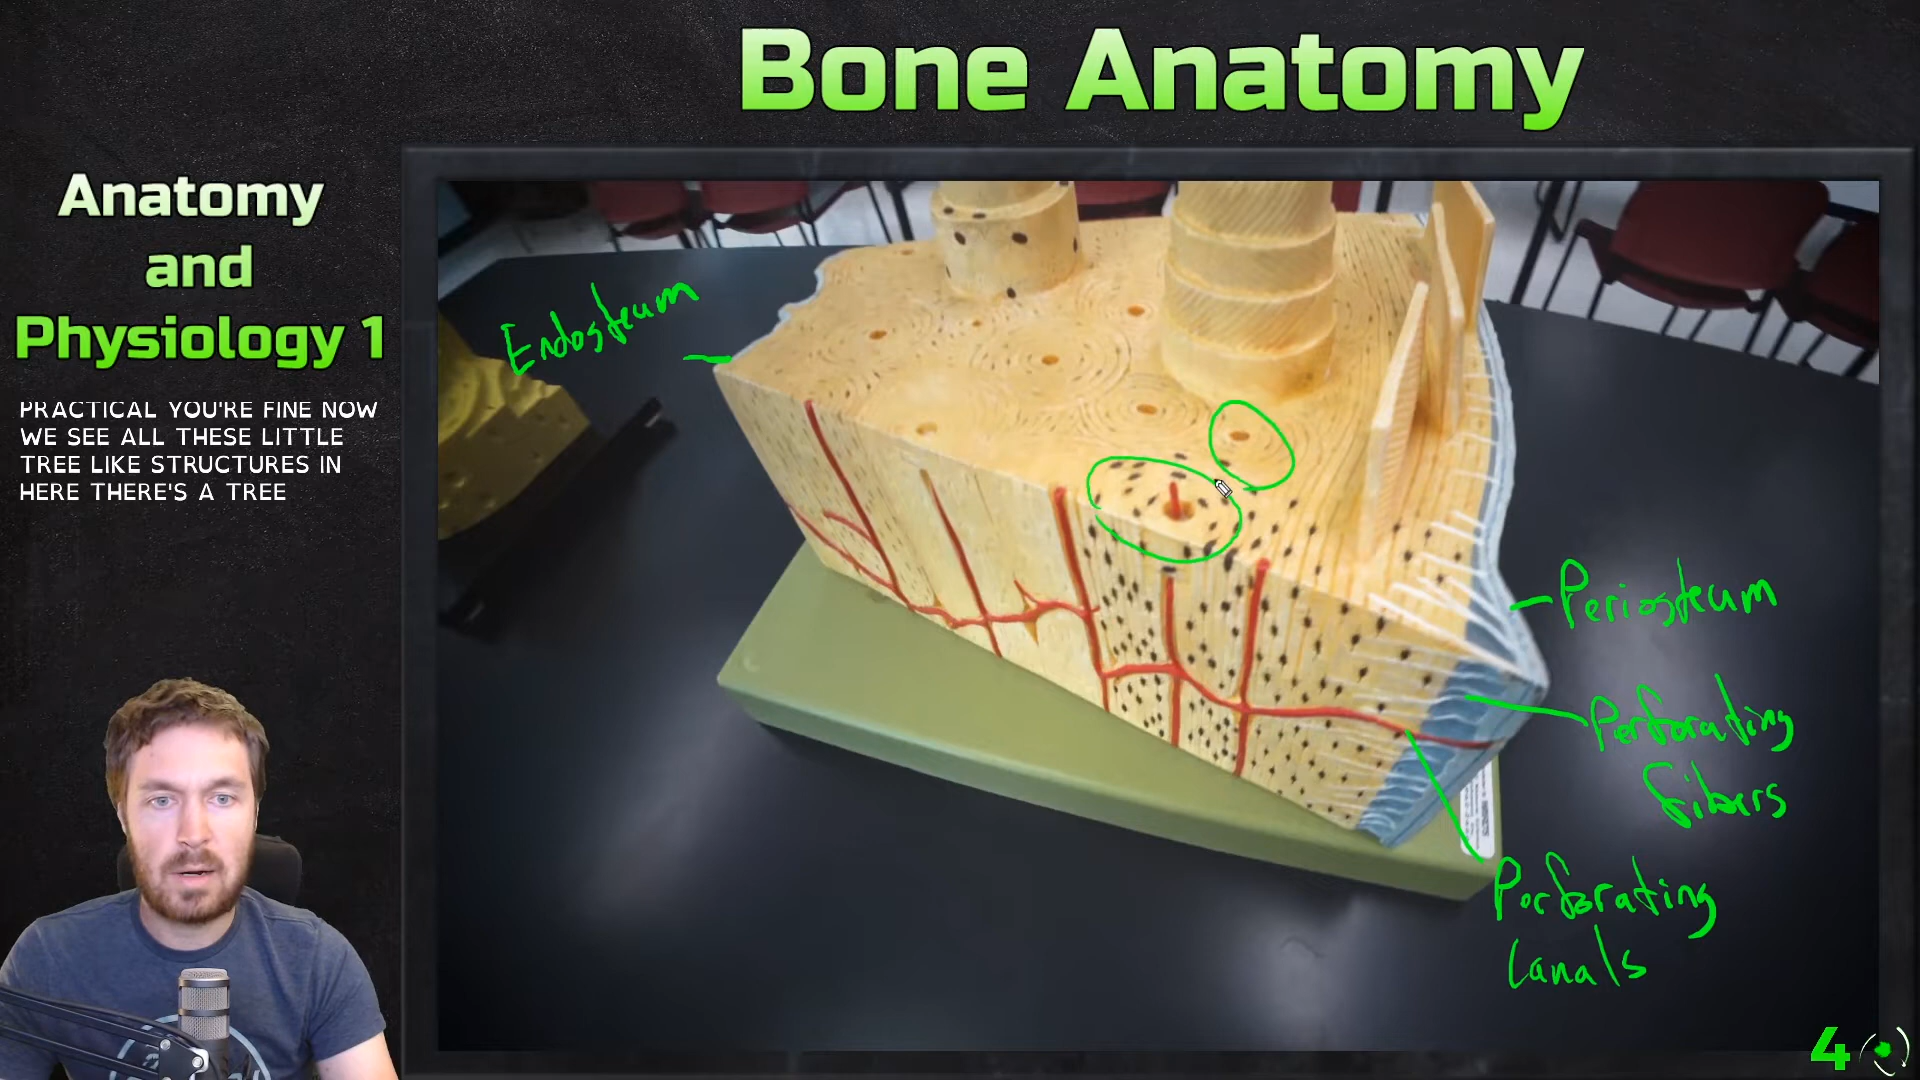 Bone Anatomy
Anatomy
and
Physiology 1
PRACTICAL YOU'RE FINE NOW
WE SEE ALL THESE LITTLE
TREE LIKE STRUCTURES IN
HERE THERE'S A TREE
Endosteum
Periosteum
Perforating
fibers
Perforating
Canals
4